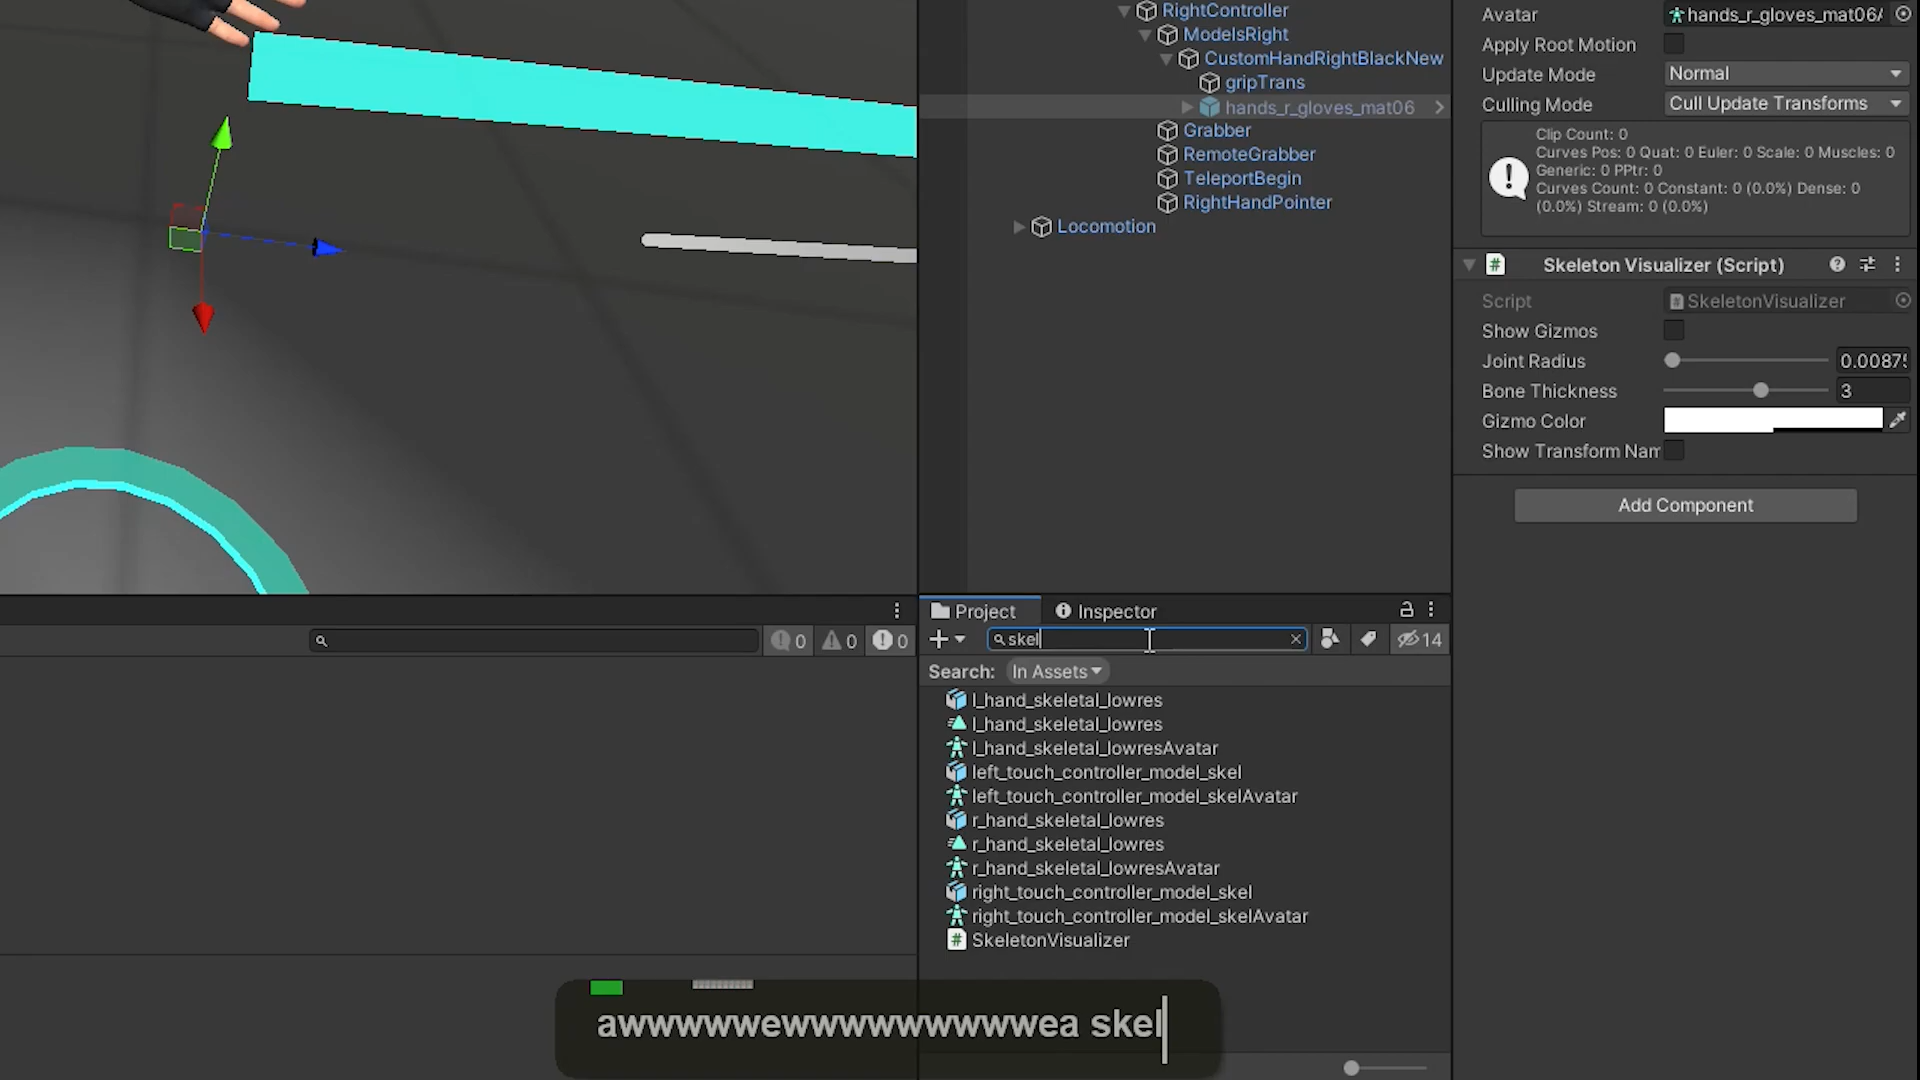 RightController
ModelsRight
CustomHandRightBlackNew
gripTrans
hands_r_gloves_mat06
Grabber
RemoteGrabber
TeleportBegin
RightHandPointer
Locomotion
Avatar hands_r_gloves_mat06
Apply Root Motion
Update Mode Normal
Culling Mode Cull Update Transforms
Clip Count: 0
Curves Pos: 0 Quat: 0 Euler: 0 Scale: 0 Muscles: 0
Generic: 0 PPtr: 0
Curves Count: 0 Constant: 0 (0.0%) Dense: 0
(0.0%) Stream: 0 (0.0%)
# Skeleton Visualizer (Script)
Script SkeletonVisualizer
Show Gizmos
Joint Radius 0.0087
Bone Thickness 3
Gizmo Color
Show Transform Nam
Add Component
0 0 0
Project Inspector
skel 14
Search: In Assets
l_hand_skeletal_lowres
l_hand_skeletal_lowres
l_hand_skeletal_lowresAvatar
left_touch_controller_model_skel
left_touch_controller_model_skelAvatar
r_hand_skeletal_lowres
r_hand_skeletal_lowres
r_hand_skeletal_lowresAvatar
right_touch_controller_model_skel
right_touch_controller_model_skelAvatar
# SkeletonVisualizer
awwwwwewwwwwwwwwwea skel